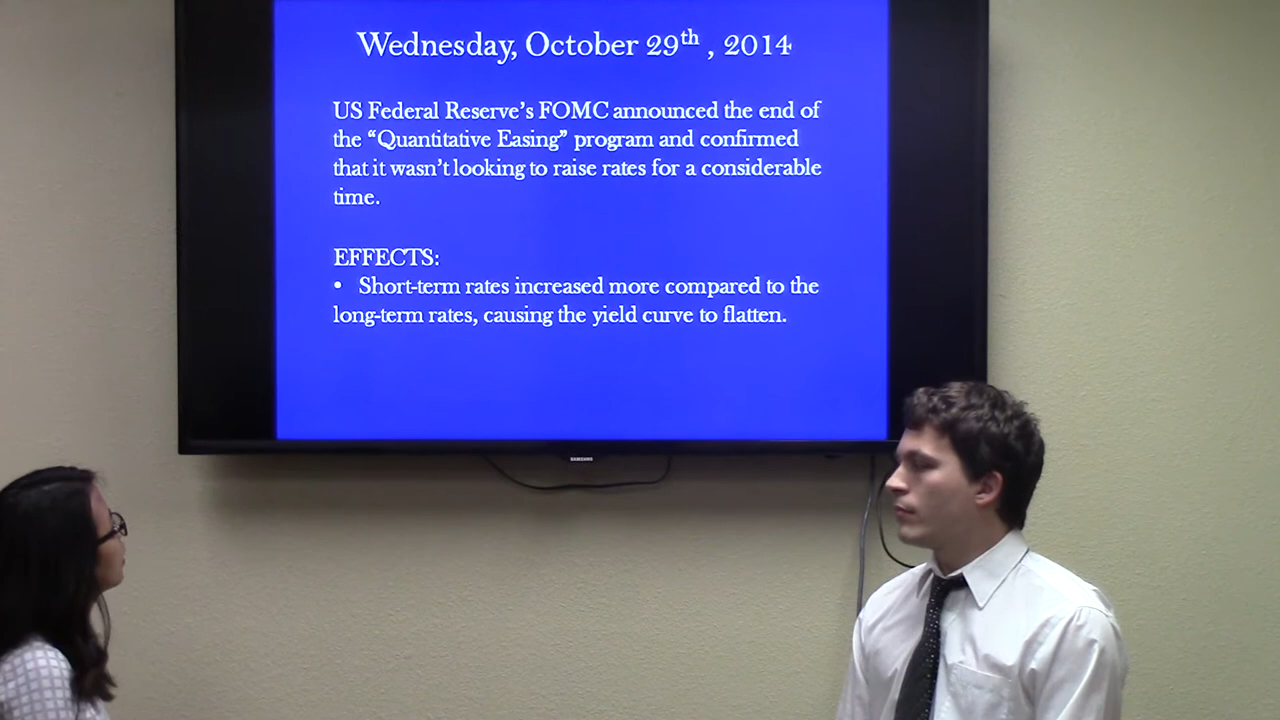 Wednesday, October 29th , 2014
US Federal Reserve's FOMC announced the end of
the “Quantitative Easing” program and confirmed
that it wasn't looking to raise rates for a considerable
time.
EFFECTS:
• Short-term rates increased more compared to the
long-term rates, causing the yield curve to flatten.
SAMSUNG